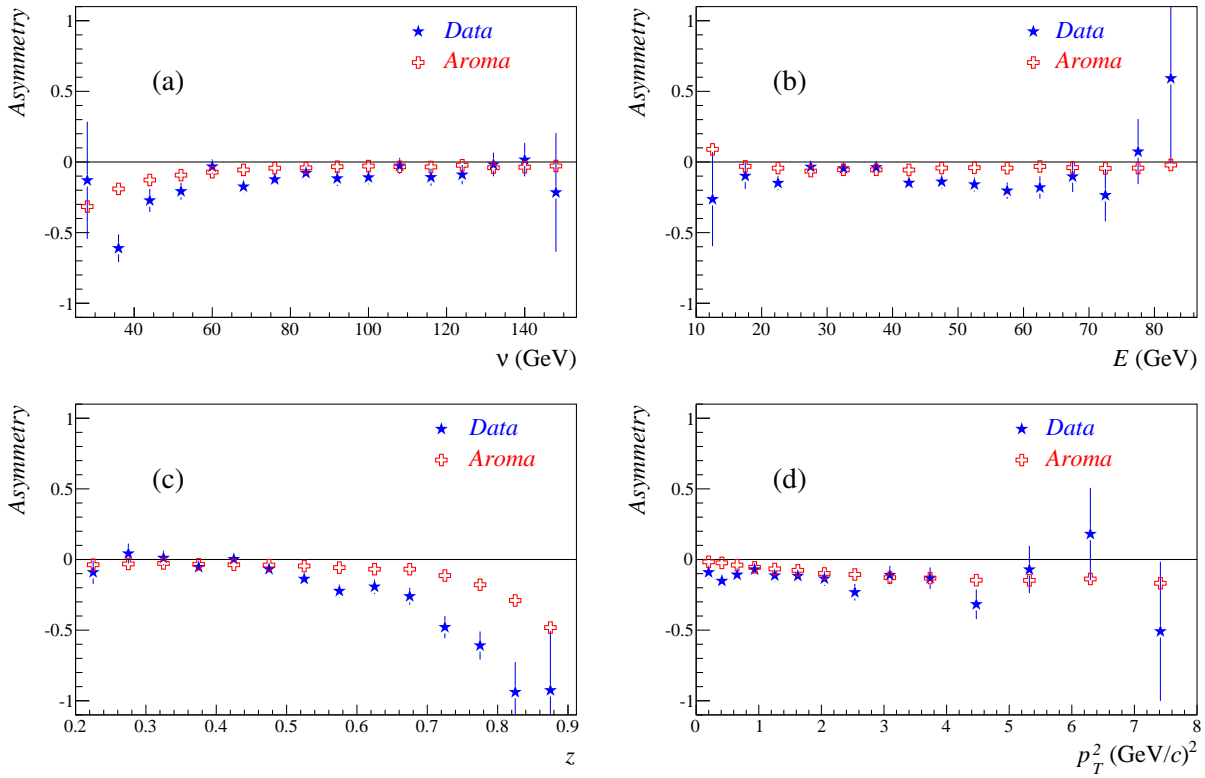 Asymmetry
1
0.5
0
-0.5
-1
(a)
Data
Aroma
40 60 80 100 120 140
ν (GeV)
Asymmetry
1
0.5
0
-0.5
-1
(b)
Data
Aroma
10 20 30 40 50 60 70 80
E (GeV)
Asymmetry
1
0.5
0
-0.5
-1
(c)
Data
Aroma
0.2 0.3 0.4 0.5 0.6 0.7 0.8 0.9
z
Asymmetry
1
0.5
0
-0.5
-1
(d)
Data
Aroma
0 1 2 3 4 5 6 7 8
p_T^2 (GeV/c)^2